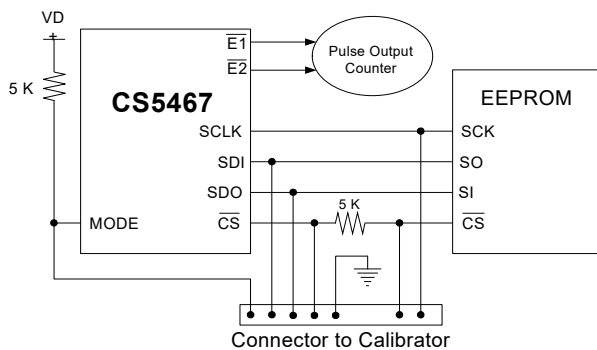 VD
+
5 K
CS5467
E1
E2
Pulse Output
Counter
EEPROM
SCLK
SCK
SDI
SO
SDO
SI
5 K
MODE
CS
CS
Connector to Calibrator